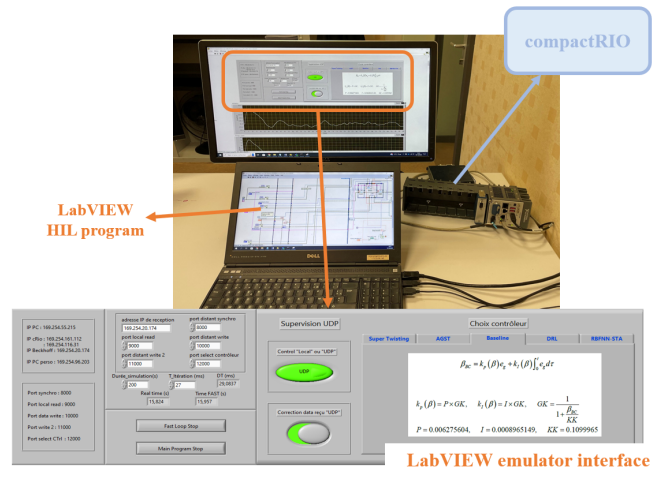 compactRIO
LabVIEW
HIL program
DELL
IP PC : 169.254.35.215
IP cRio : 169.254.161.112
: 169.254.116.31
IP Beckhoff : 169.254.20.174
IP PC perso : 169.254.98.203
Port synchro : 8000
Port local read : 9000
Port data write : 10000
Port write 2 : 11000
Port select CTrl : 12000
adresse IP de reception
169.254.20.174
port distant synchro
8000
port local read
9000
port distant write
10000
port distant write 2
11000
port select contrôleur
12000
Durée_simulation(s)
200
T_Iteration (ms)
27
DT (ms)
29,0837
Real time (s)
15,824
Time FAST (s)
15,957
Fast Loop Stop
Main Program Stop
Supervision UDP
Control "Local" ou "UDP"
UDP
Correction data reçu "UDP"
Choix contrôleur
Super Twisting
AGST
Baseline
DRL
RBFNN-STA
β_BC = k_p(β)e_g + k_I(β)∫₀ᵗ e_g dτ
k_p(β) = P×GK, k_I(β) = I×GK, GK = 1/(1 + β_BC/KK)
P = 0.006275604, I = 0.0008965149, KK = 0.1099965
LabVIEW emulator interface